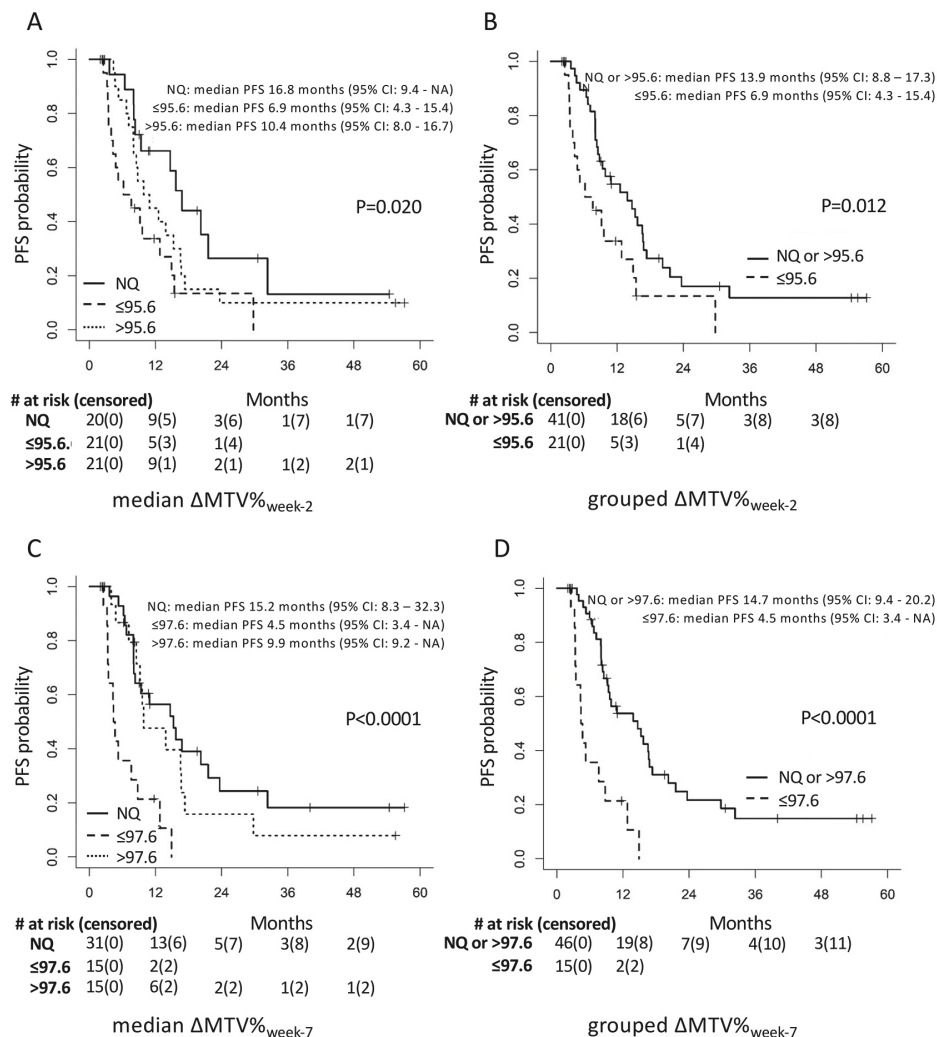 A
PFS probability
1.0
0.8
0.6
0.4
0.2
0.0
NQ: median PFS 16.8 months (95% CI: 9.4 - NA)
≤95.6: median PFS 6.9 months (95% CI: 4.3 - 15.4)
>95.6: median PFS 10.4 months (95% CI: 8.0 - 16.7)
P=0.020
NQ
≤95.6
>95.6
0 12 24 36 48 60
# at risk (censored) Months
NQ 20(0) 9(5) 3(6) 1(7) 1(7)
≤95.6. 21(0) 5(3) 1(4)
>95.6 21(0) 9(1) 2(1) 1(2) 2(1)
median ΔMTV%week-2
B
PFS probability
1.0
0.8
0.6
0.4
0.2
0.0
NQ or >95.6: median PFS 13.9 months (95% CI: 8.8 – 17.3)
≤95.6: median PFS 6.9 months (95% CI: 4.3 - 15.4)
P=0.012
NQ or >95.6
≤95.6
0 12 24 36 48 60
# at risk (censored) Months
NQ or >95.6 41(0) 18(6) 5(7) 3(8) 3(8)
≤95.6 21(0) 5(3) 1(4)
grouped ΔMTV%week-2
C
PFS probability
1.0
0.8
0.6
0.4
0.2
0.0
NQ: median PFS 15.2 months (95% CI: 8.3 – 32.3)
≤97.6: median PFS 4.5 months (95% CI: 3.4 - NA)
>97.6: median PFS 9.9 months (95% CI: 9.2 - NA)
P<0.0001
NQ
≤97.6
>97.6
0 12 24 36 48 60
# at risk (censored) Months
NQ 31(0) 13(6) 5(7) 3(8) 2(9)
≤97.6 15(0) 2(2)
>97.6 15(0) 6(2) 2(2) 1(2) 1(2)
median ΔMTV%week-7
D
PFS probability
1.0
0.8
0.6
0.4
0.2
0.0
NQ or >97.6: median PFS 14.7 months (95% CI: 9.4 - 20.2)
≤97.6: median PFS 4.5 months (95% CI: 3.4 - NA)
P<0.0001
NQ or >97.6
≤97.6
0 12 24 36 48 60
# at risk (censored) Months
NQ or >97.6 46(0) 19(8) 7(9) 4(10) 3(11)
≤97.6 15(0) 2(2)
grouped ΔMTV%week-7